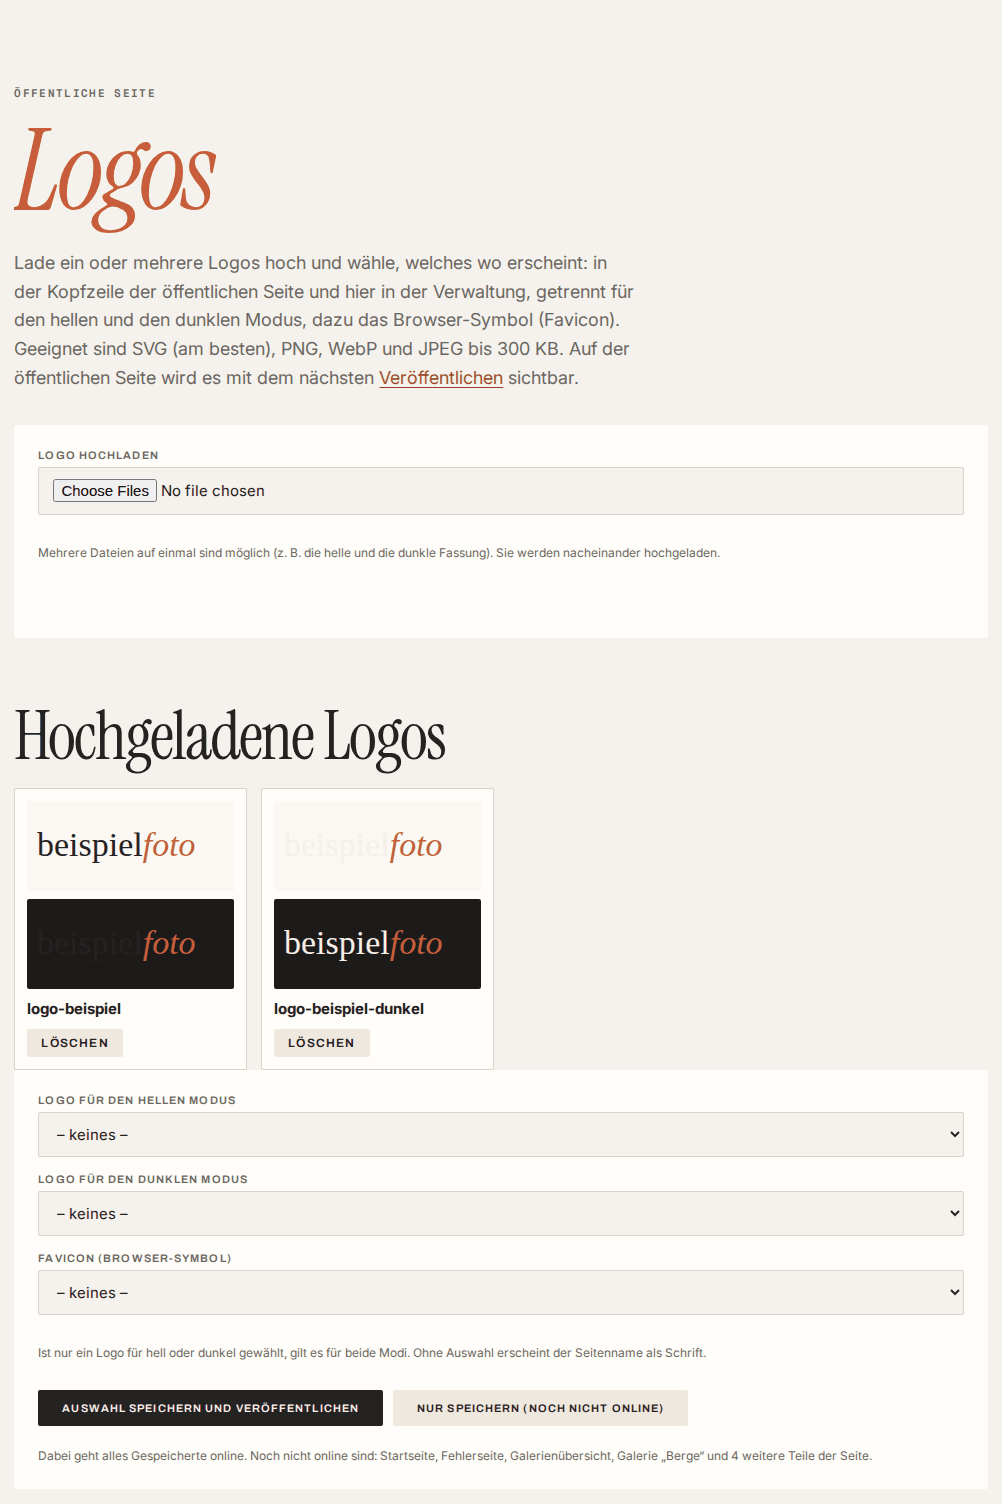 ÖFFENTLICHE SEITE
Logos
Lade ein oder mehrere Logos hoch und wähle, welches wo erscheint: in
der Kopfzeile der öffentlichen Seite und hier in der Verwaltung, getrennt für
den hellen und den dunklen Modus, dazu das Browser-Symbol (Favicon).
Geeignet sind SVG (am besten), PNG, WebP und JPEG bis 300 KB. Auf der
öffentlichen Seite wird es mit dem nächsten Veröffentlichen sichtbar.
LOGO HOCHLADEN
Choose Files No file chosen
Mehrere Dateien auf einmal sind möglich (z. B. die helle und die dunkle Fassung). Sie werden nacheinander hochgeladen.
Hochgeladene Logos
beispielfoto
beispielfoto
logo-beispiel
LÖSCHEN
beispielfoto
beispielfoto
logo-beispiel-dunkel
LÖSCHEN
LOGO FÜR DEN HELLEN MODUS
– keines –
LOGO FÜR DEN DUNKLEN MODUS
– keines –
FAVICON (BROWSER-SYMBOL)
– keines –
Ist nur ein Logo für hell oder dunkel gewählt, gilt es für beide Modi. Ohne Auswahl erscheint der Seitenname als Schrift.
AUSWAHL SPEICHERN UND VERÖFFENTLICHEN
NUR SPEICHERN (NOCH NICHT ONLINE)
Dabei geht alles Gespeicherte online. Noch nicht online sind: Startseite, Fehlerseite, Galerienübersicht, Galerie „Berge“ und 4 weitere Teile der Seite.